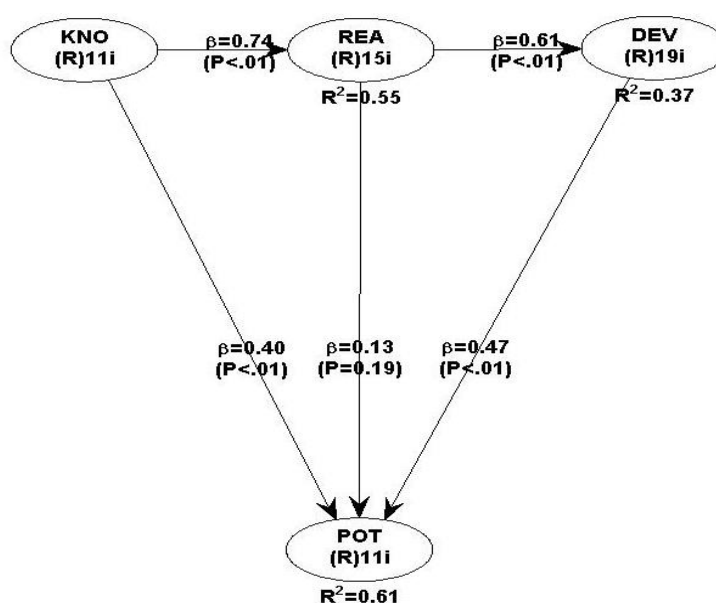 KNO
(R)11i
β=0.74
(P<.01)
REA
(R)15i
R²=0.55
β=0.61
(P<.01)
DEV
(R)19i
R²=0.37
β=0.40
(P<.01)
β=0.13
(P=0.19)
β=0.47
(P<.01)
POT
(R)11i
R²=0.61